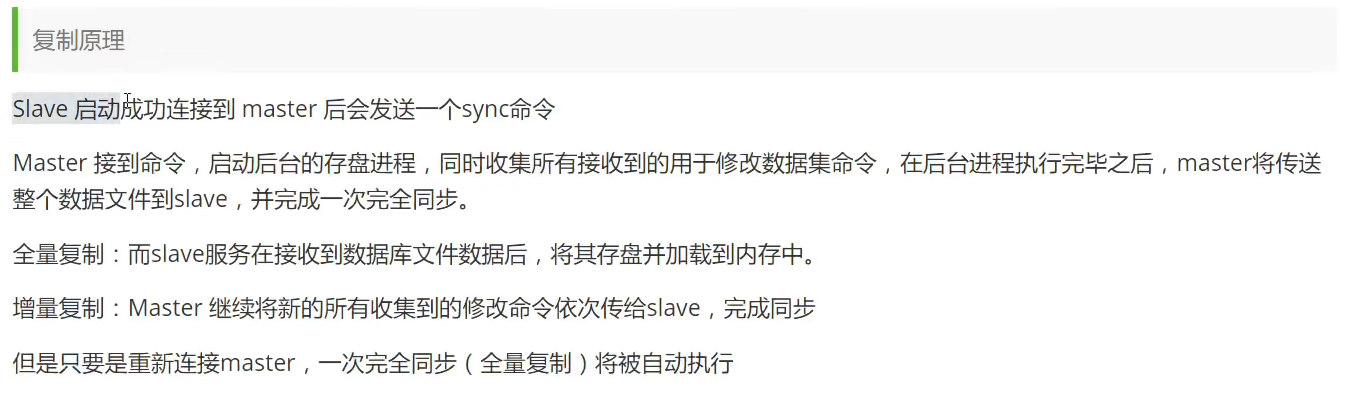 复制原理
Slave 启动成功连接到 master 后会发送一个sync命令
Master 接到命令，启动后台的存盘进程，同时收集所有接收到的用于修改数据集命令，在后台进程执行完毕之后，master将传送
整个数据文件到slave，并完成一次完全同步。
全量复制：而slave服务在接收到数据库文件数据后，将其存盘并加载到内存中。
增量复制：Master 继续将新的所有收集到的修改命令依次传给slave，完成同步
但是只要是重新连接master，一次完全同步（全量复制）将被自动执行